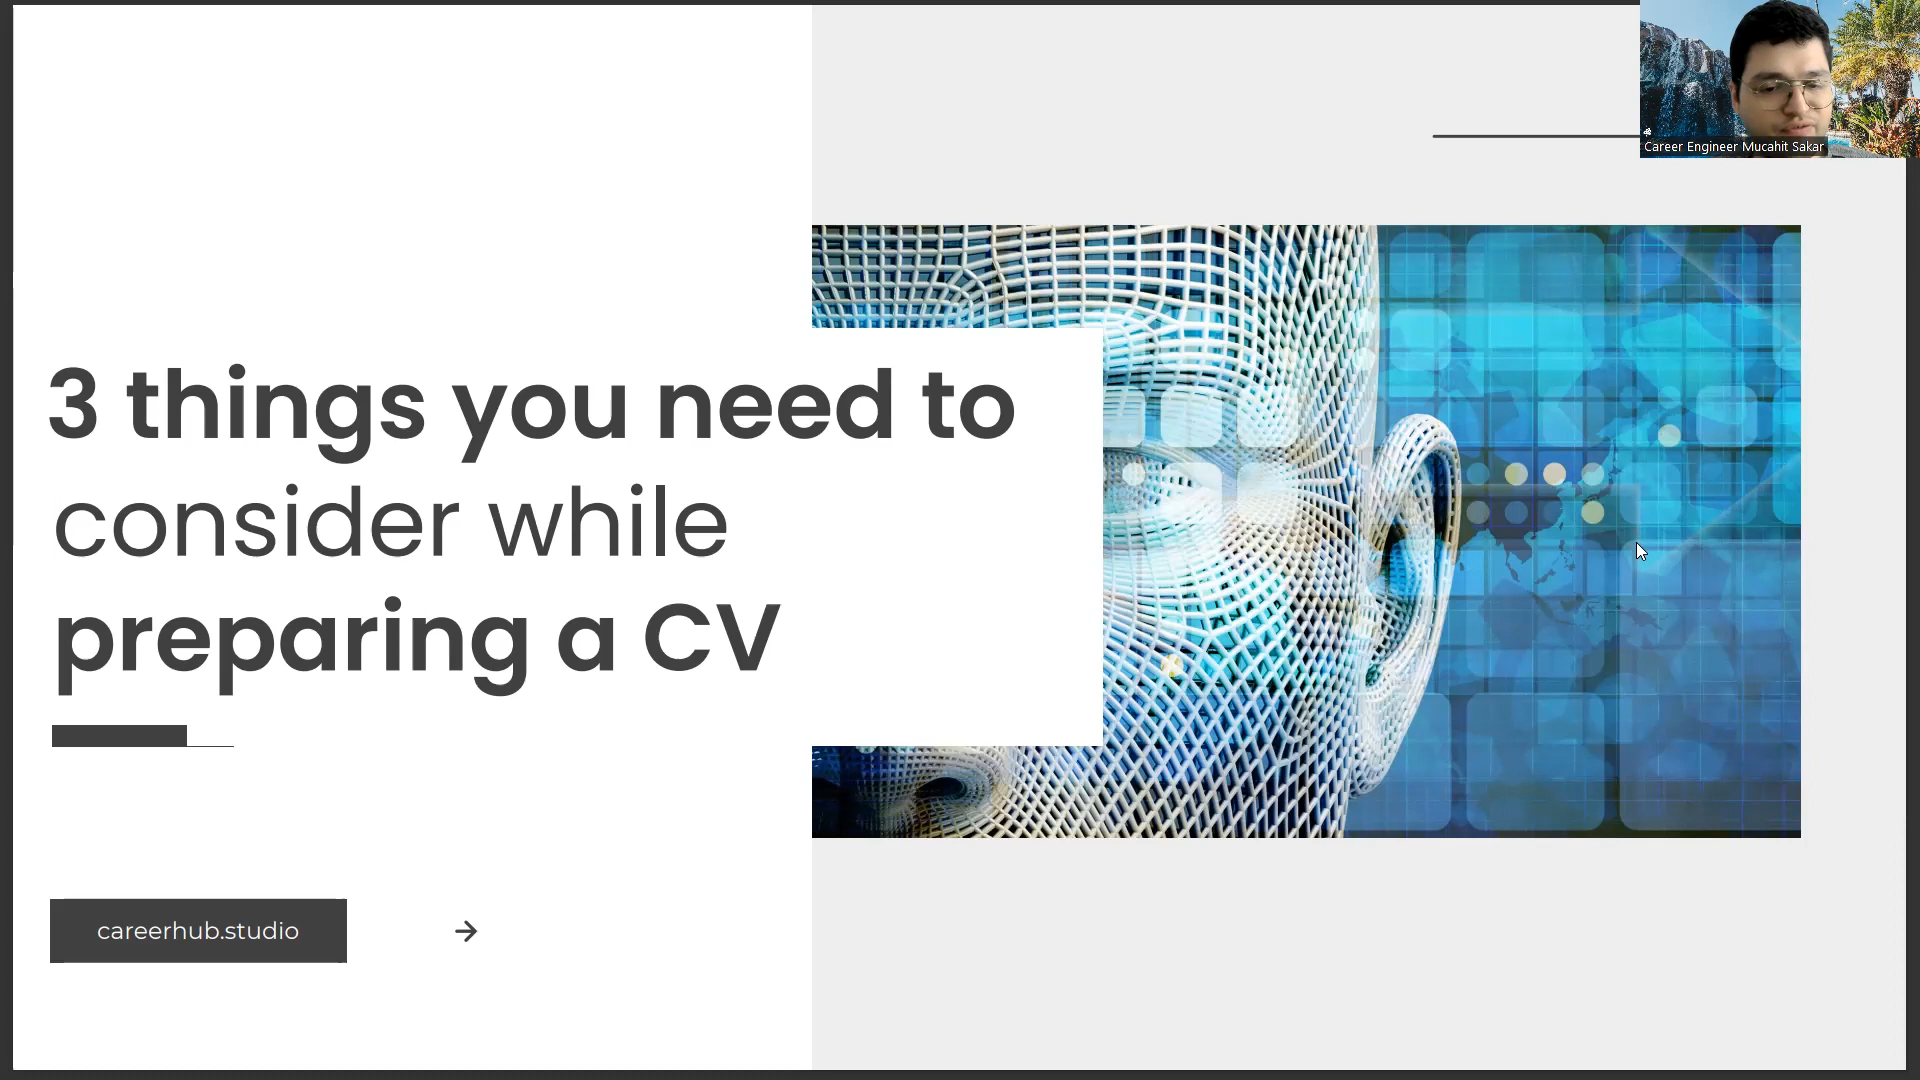 Career Engineer Mucahit Sakar
3 things you need to
consider while
preparing a CV
careerhub.studio